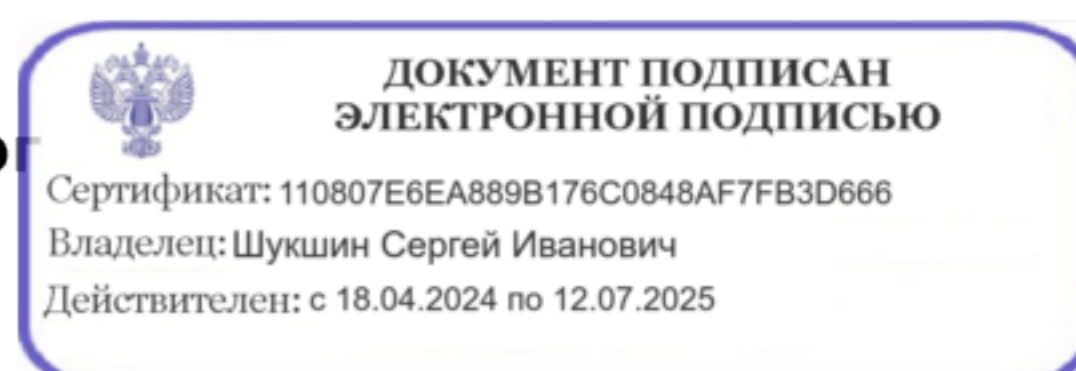 ДОКУМЕНТ ПОДПИСАН
ЭЛЕКТРОННОЙ ПОДПИСЬЮ
Сертификат: 110807E6EA889B176C0848AF7FB3D666
Владелец: Шукшин Сергей Иванович
Действителен: с 18.04.2024 по 12.07.2025